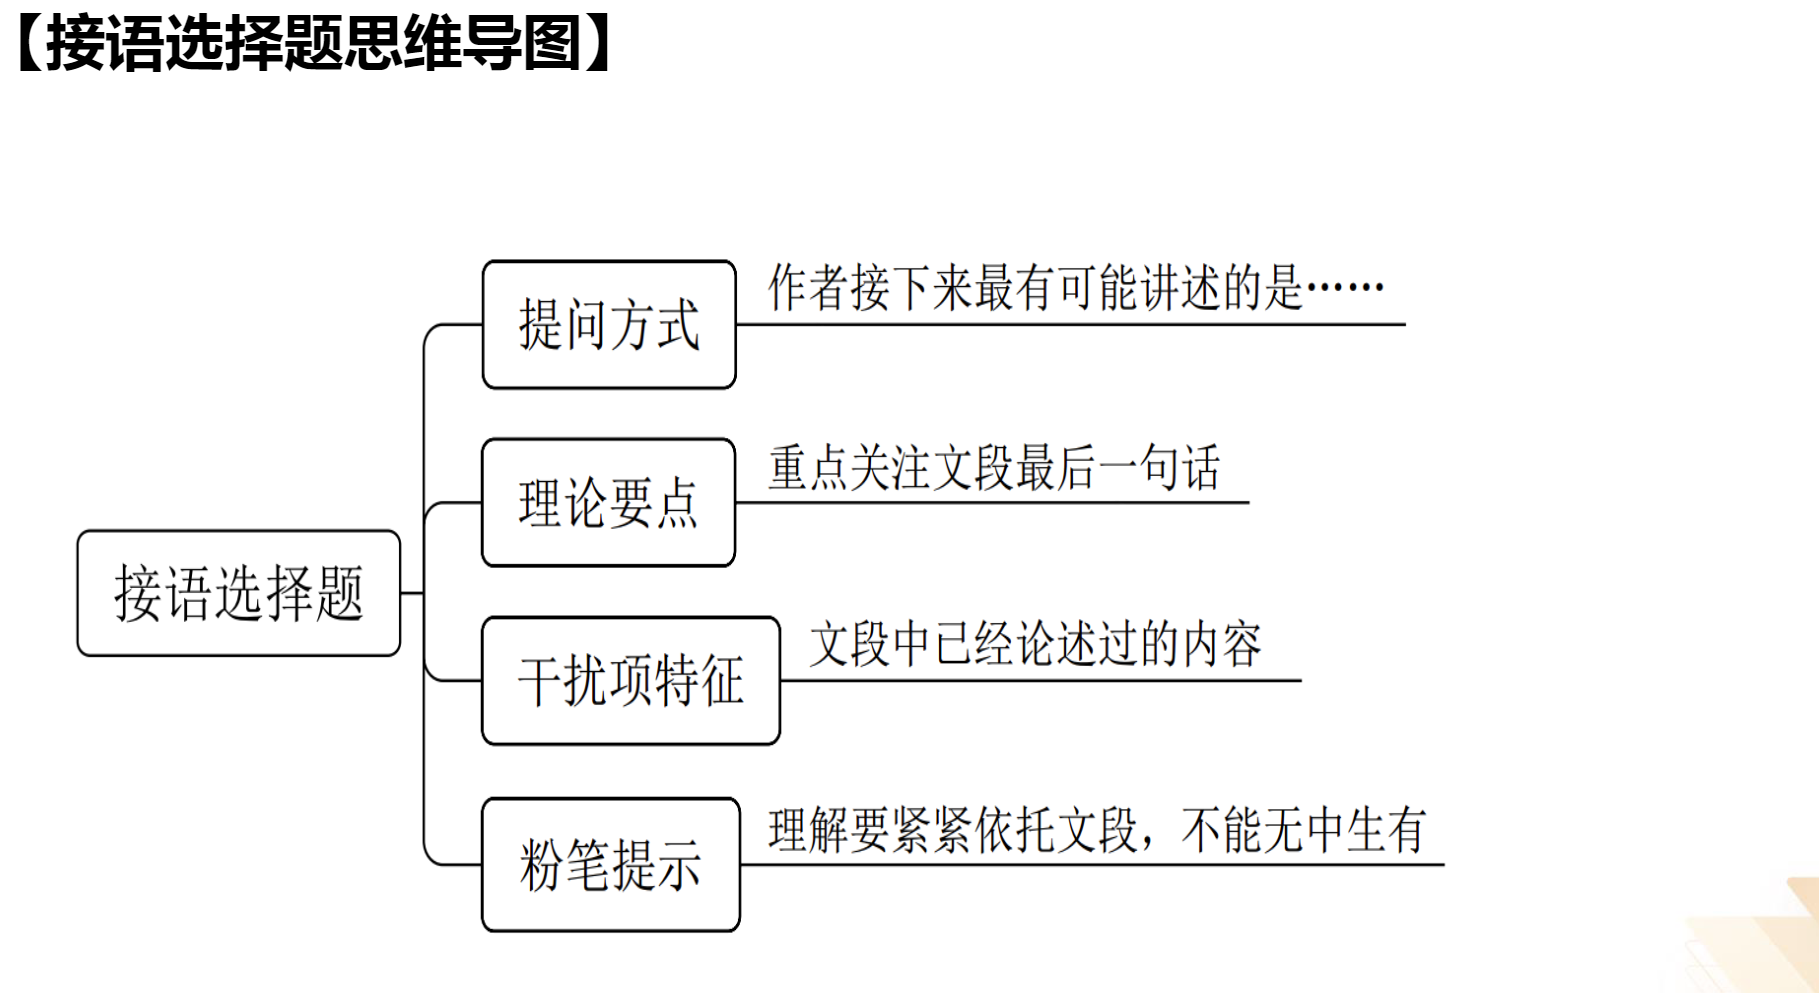 【接语选择题思维导图】
接语选择题
提问方式
作者接下来最有可能讲述的是……
理论要点
重点关注文段最后一句话
干扰项特征
文段中已经论述过的内容
粉笔提示
理解要紧紧依托文段，不能无中生有